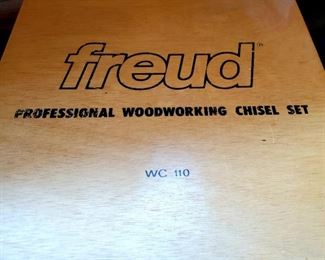 freud
PROFESSIONAL WOODWORKING CHISEL SET
WC 110